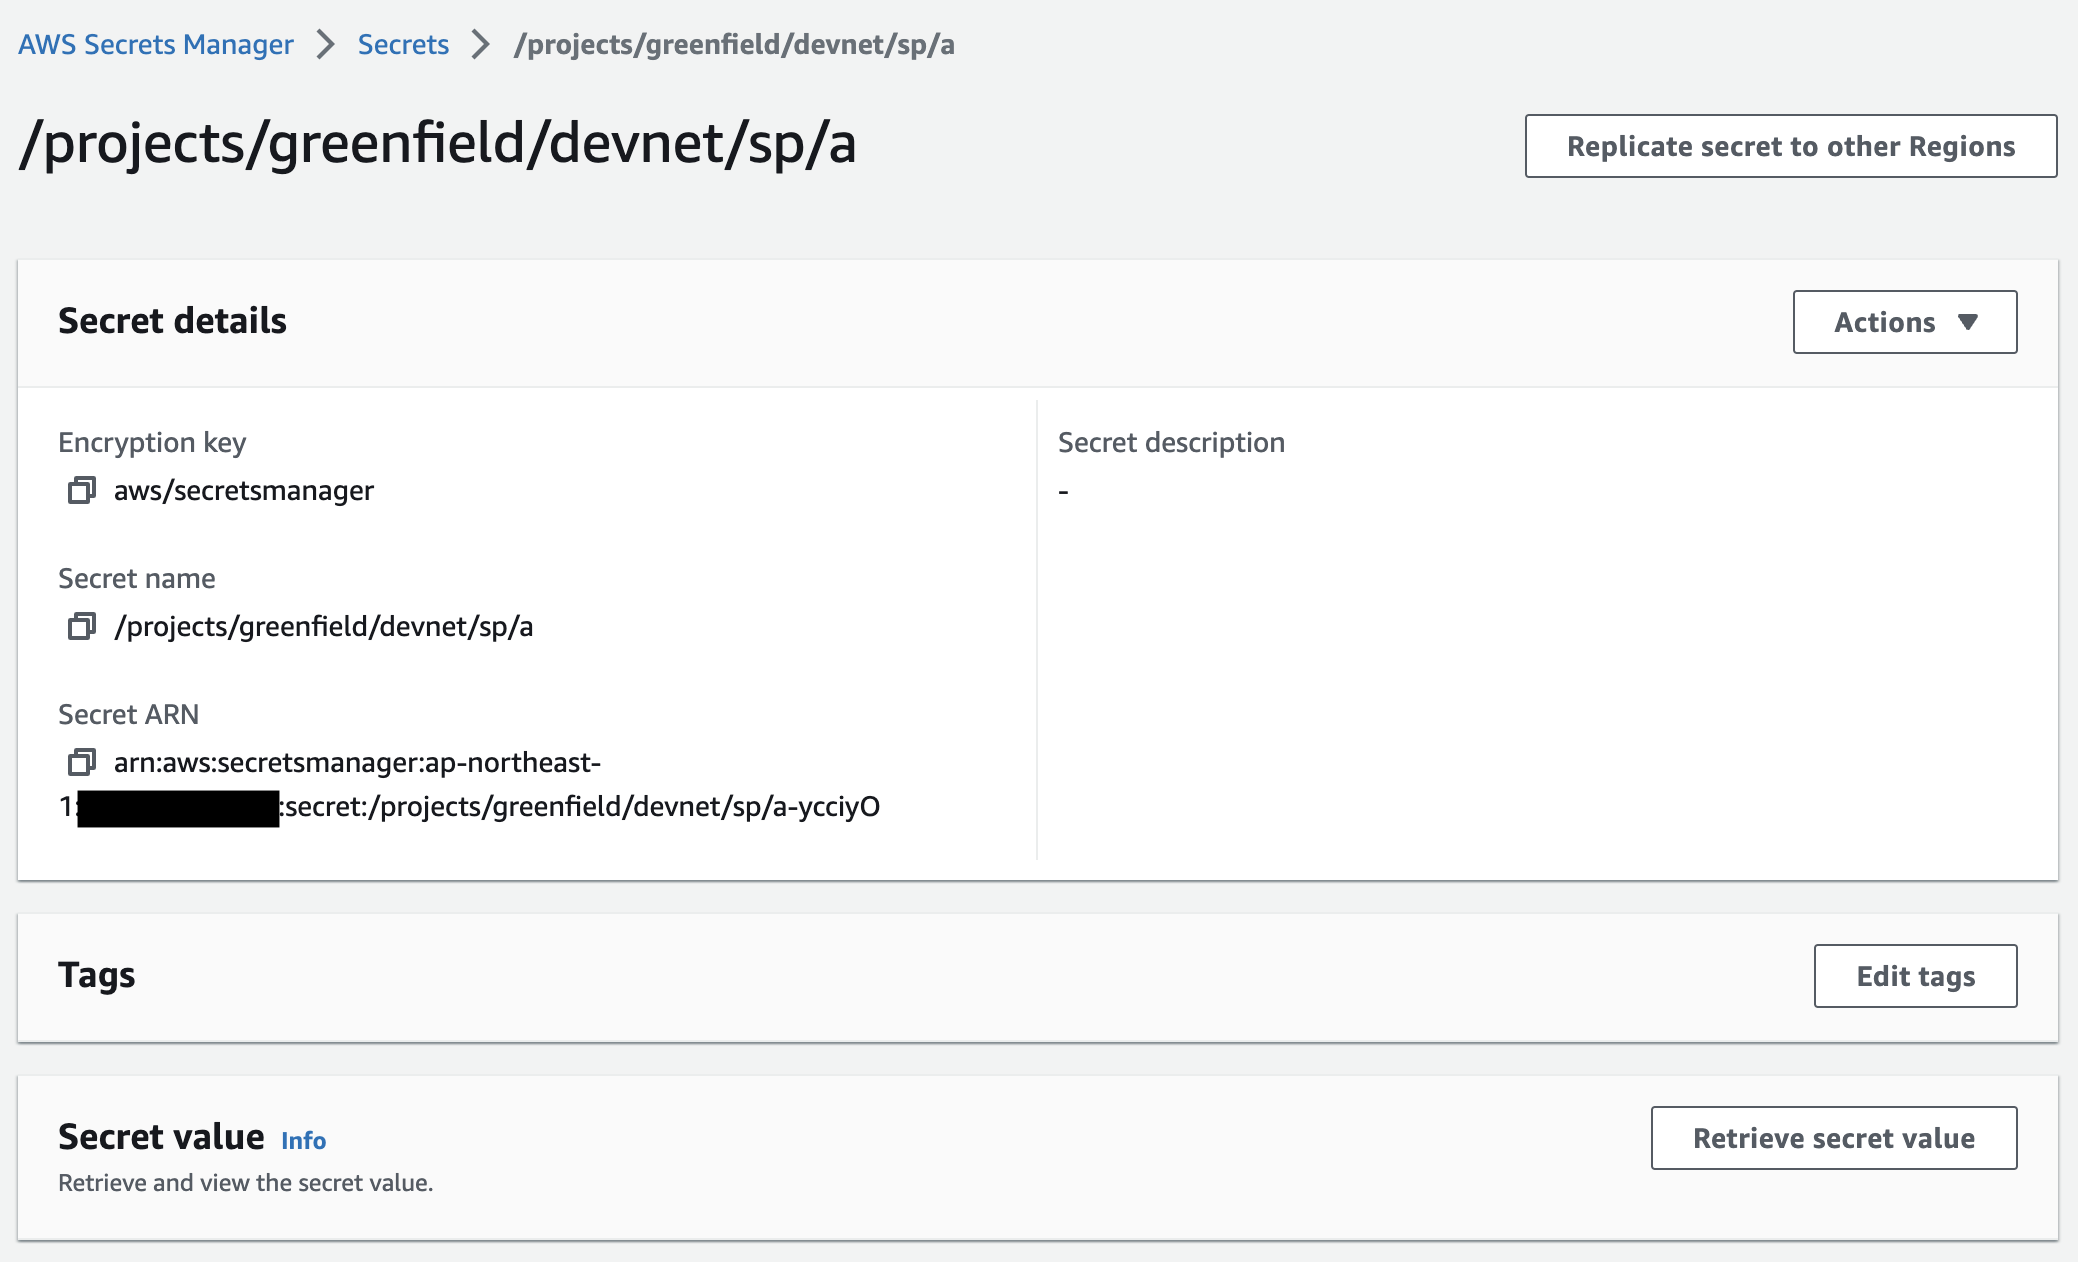 AWS Secrets Manager > Secrets > /projects/greenfield/devnet/sp/a
/projects/greenfield/devnet/sp/a
Replicate secret to other Regions
Secret details
Actions
Encryption key
aws/secretsmanager
Secret description
-
Secret name
/projects/greenfield/devnet/sp/a
Secret ARN
arn:aws:secretsmanager:ap-northeast-
1: :secret:/projects/greenfield/devnet/sp/a-ycciyO
Tags
Edit tags
Secret value Info
Retrieve secret value
Retrieve and view the secret value.